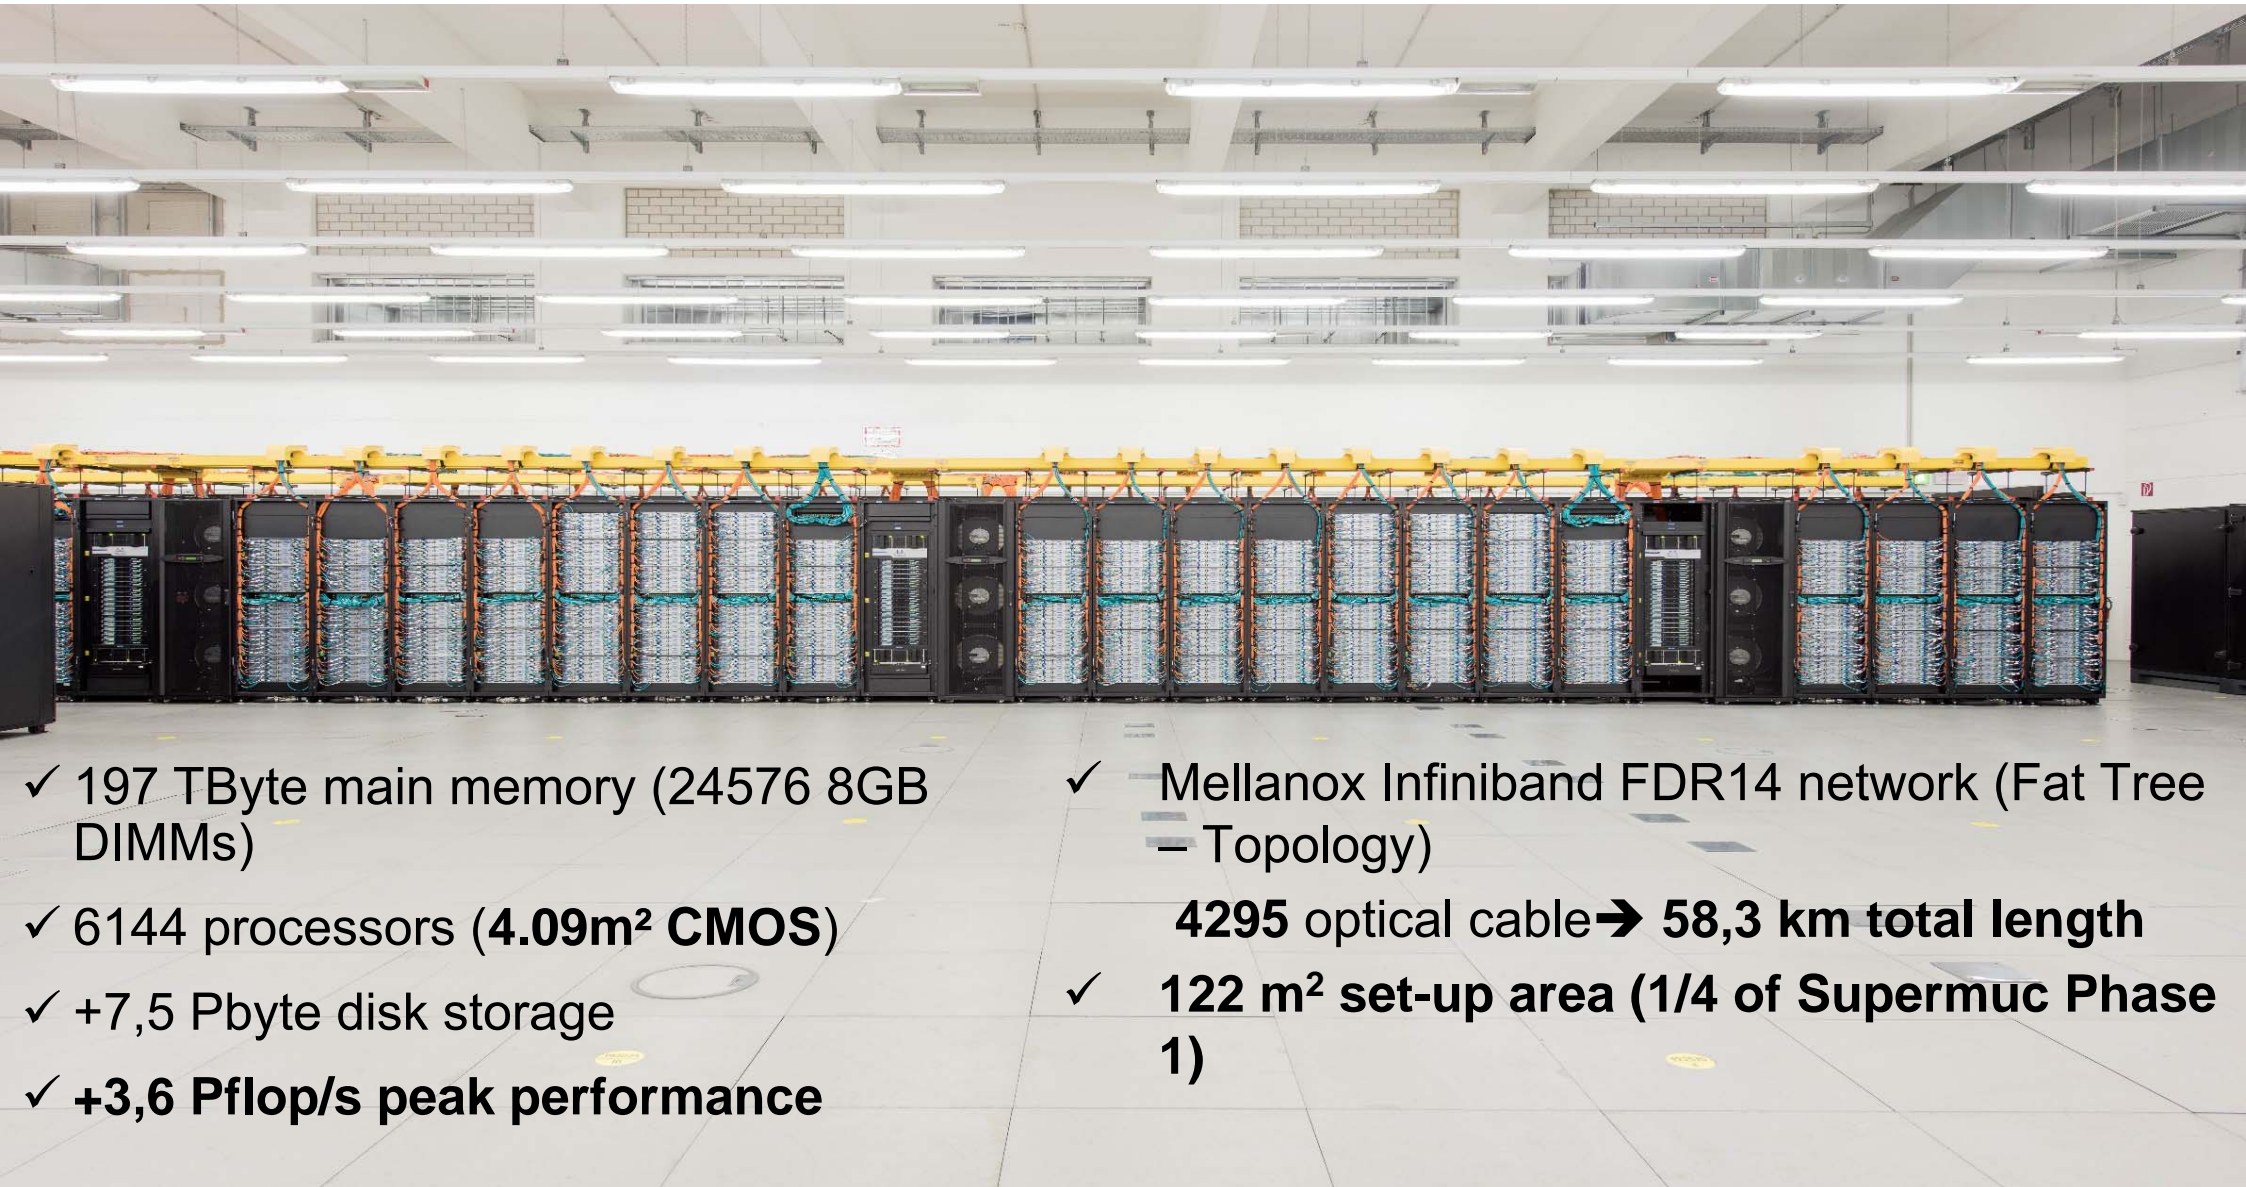 ✓ 197 TByte main memory (24576 8GB
DIMMs)
✓ 6144 processors (4.09m² CMOS)
✓ +7,5 Pbyte disk storage
✓ +3,6 Pflop/s peak performance
✓ Mellanox Infiniband FDR14 network (Fat Tree
– Topology)
4295 optical cable➔ 58,3 km total length
✓ 122 m² set-up area (1/4 of Supermuc Phase
1)